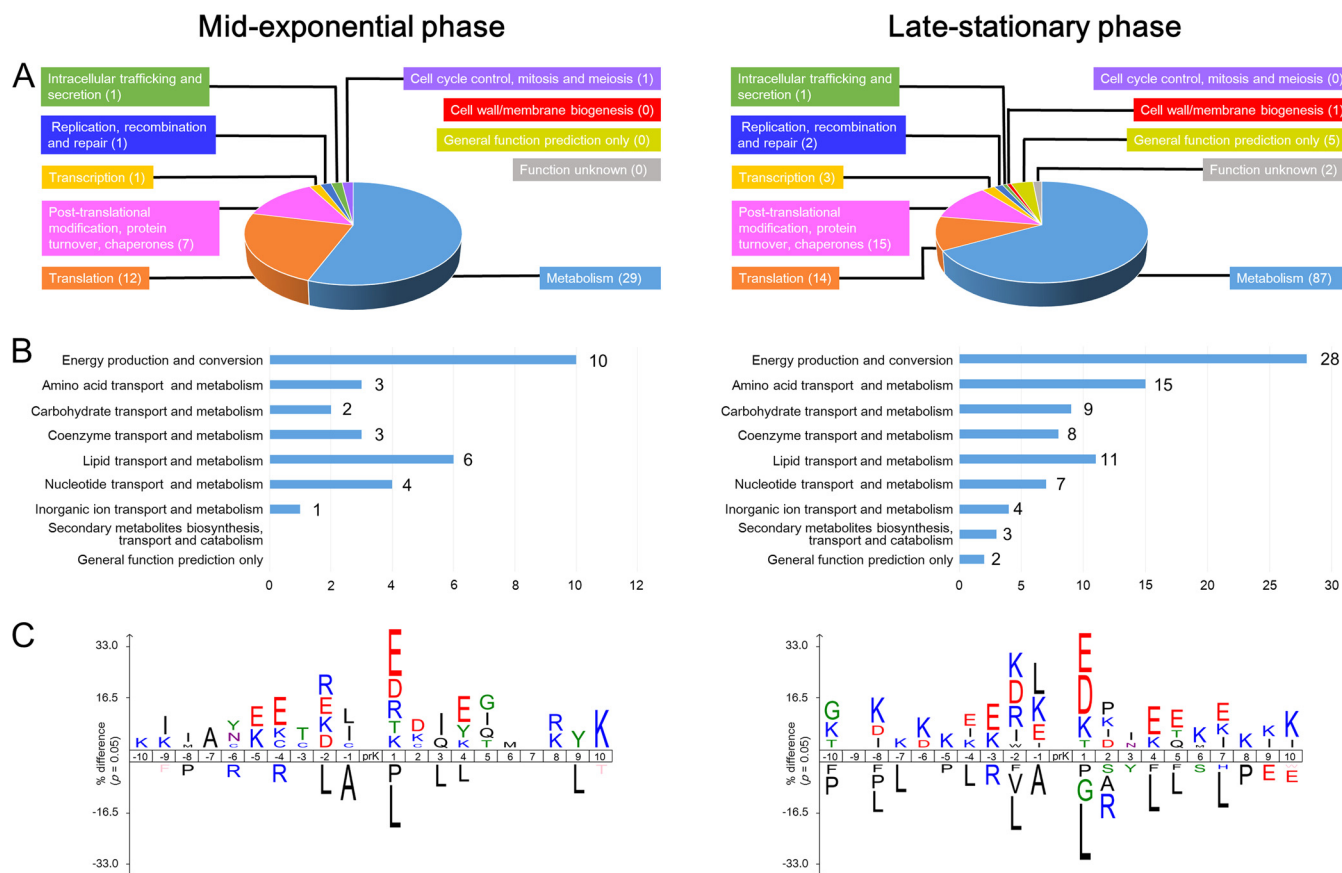 Mid-exponential phase
Late-stationary phase
A
Intracellular trafficking and
secretion (1)
Replication, recombination
and repair (1)
Transcription (1)
Post-translational
modification, protein
turnover, chaperones (7)
Translation (12)
Cell cycle control, mitosis and meiosis (1)
Cell wall/membrane biogenesis (0)
General function prediction only (0)
Function unknown (0)
Metabolism (29)
Intracellular trafficking and
secretion (1)
Replication, recombination
and repair (2)
Transcription (3)
Post-translational
modification, protein
turnover, chaperones (15)
Translation (14)
Cell cycle control, mitosis and meiosis (0)
Cell wall/membrane biogenesis (1)
General function prediction only (5)
Function unknown (2)
Metabolism (87)
B
Energy production and conversion 10
Amino acid transport and metabolism 3
Carbohydrate transport and metabolism 2
Coenzyme transport and metabolism 3
Lipid transport and metabolism 6
Nucleotide transport and metabolism 4
Inorganic ion transport and metabolism 1
Secondary metabolites biosynthesis,
transport and catabolism
General function prediction only
0 2 4 6 8 10 12
Energy production and conversion 28
Amino acid transport and metabolism 15
Carbohydrate transport and metabolism 9
Coenzyme transport and metabolism 8
Lipid transport and metabolism 11
Nucleotide transport and metabolism 7
Inorganic ion transport and metabolism 4
Secondary metabolites biosynthesis,
transport and catabolism 3
General function prediction only 2
0 5 10 15 20 25 30
C
33.0
16.5
% difference
(p = 0.05)
-16.5
-33.0
-10 -9 -8 -7 -6 -5 -4 -3 -2 -1 prK 1 2 3 4 5 6 7 8 9 10
33.0
16.5
% difference
(p = 0.05)
-16.5
-33.0
-10 -9 -8 -7 -6 -5 -4 -3 -2 -1 prK 1 2 3 4 5 6 7 8 9 10